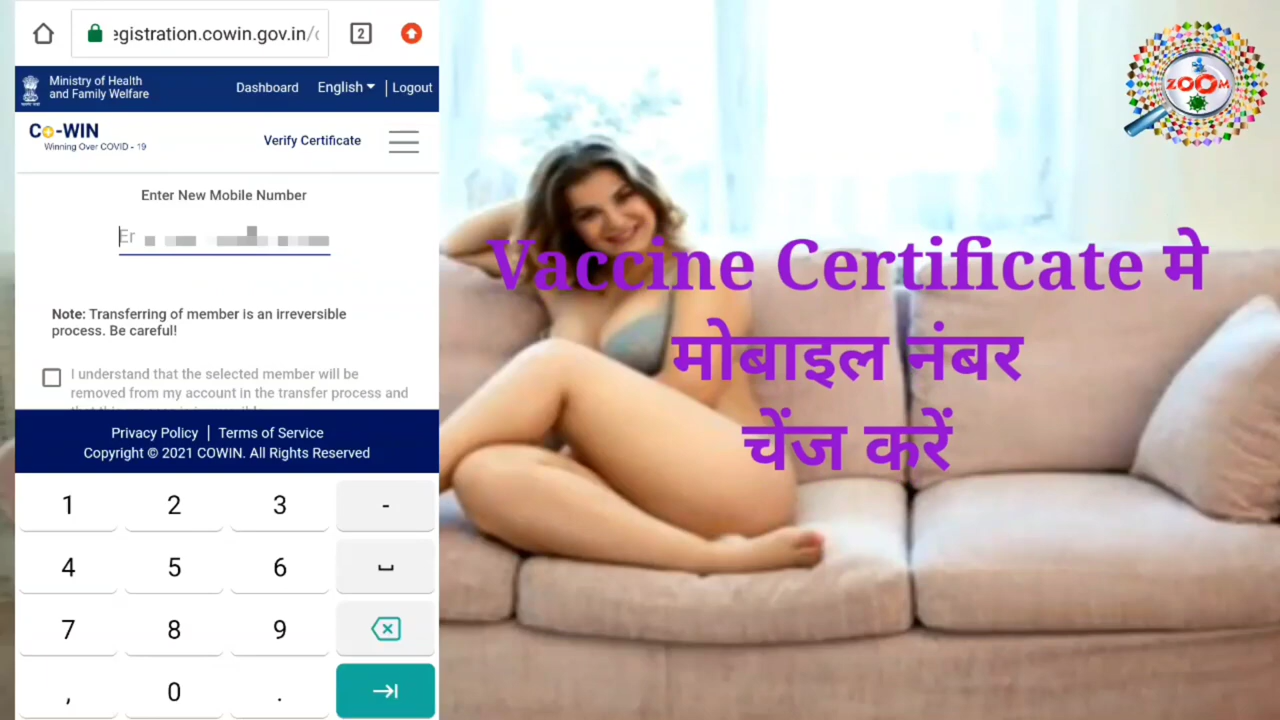 egistration.cowin.gov.in/
2
Ministry of Health
and Family Welfare
Dashboard English Logout
Co-WIN
Winning Over COVID - 19
Verify Certificate
Enter New Mobile Number
Er
Note: Transferring of member is an irreversible
process. Be careful!
I understand that the selected member will be
removed from my account in the transfer process and
Privacy Policy | Terms of Service
Copyright © 2021 COWIN. All Rights Reserved
1 2 3 -
4 5 6
7 8 9
, 0 .
ZOOM
Vaccine Certificate मे
मोबाइल नंबर
चेंज करें